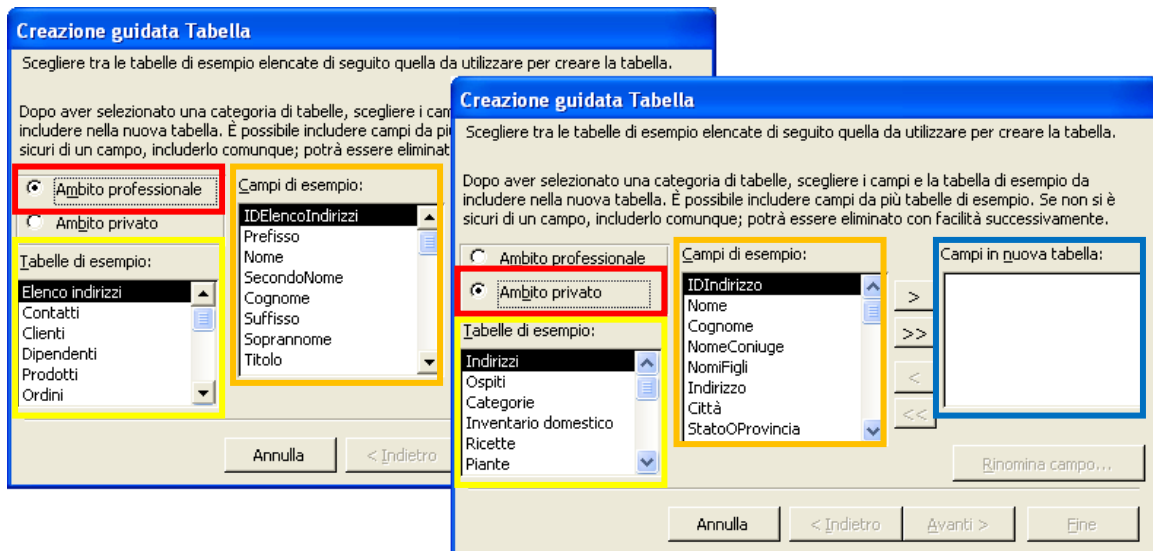 Creazione guidata Tabella
Scegliere tra le tabelle di esempio elencate di seguito quella da utilizzare per creare la tabella.
Dopo aver selezionato una categoria di tabelle, scegliere i cam
includere nella nuova tabella. È possibile includere campi da pi
sicuri di un campo, includerlo comunque; potrà essere eliminat
Ambito professionale
Ambito privato
Tabelle di esempio:
Elenco indirizzi
Contatti
Clienti
Dipendenti
Prodotti
Ordini
Campi di esempio:
IDElencoIndirizzi
Prefisso
Nome
SecondoNome
Cognome
Suffisso
Soprannome
Titolo
Annulla
< Indietro
Creazione guidata Tabella
Scegliere tra le tabelle di esempio elencate di seguito quella da utilizzare per creare la tabella.
Dopo aver selezionato una categoria di tabelle, scegliere i campi e la tabella di esempio da
includere nella nuova tabella. È possibile includere campi da più tabelle di esempio. Se non si è
sicuri di un campo, includerlo comunque; potrà essere eliminato con facilità successivamente.
Ambito professionale
Ambito privato
Tabelle di esempio:
Indirizzi
Ospiti
Categorie
Inventario domestico
Ricette
Piante
Campi di esempio:
IDIndirizzo
Nome
Cognome
NomeConiuge
NomiFigli
Indirizzo
Città
StatoOProvincia
>
>>
<
<<
Campi in nuova tabella:
Rinomina campo...
Annulla
< Indietro
Avanti >
Fine